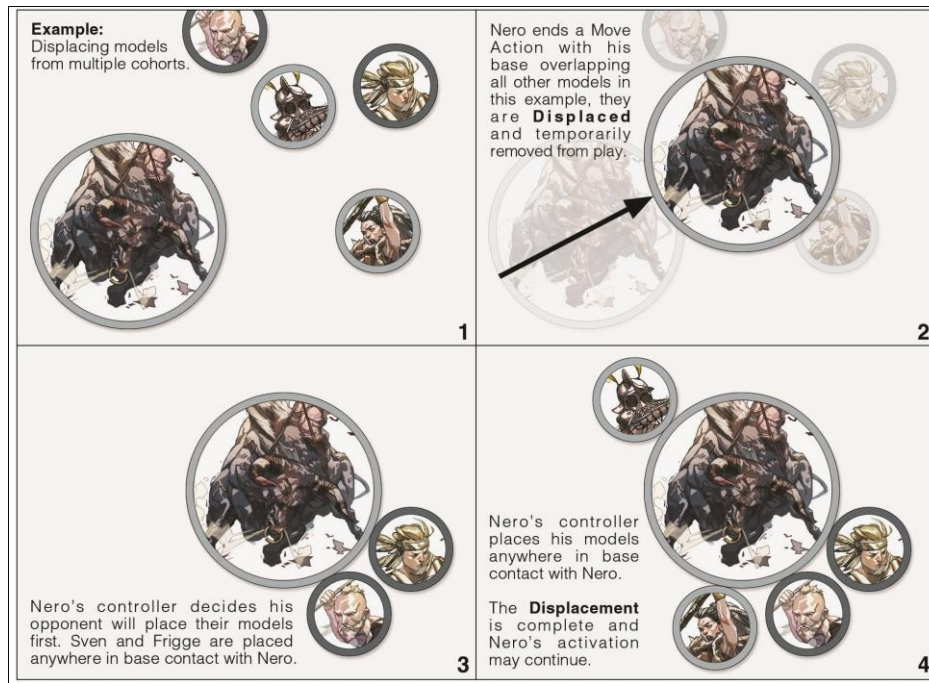 Example:
Displacing models
from multiple cohorts.
1
Nero ends a Move
Action with his
base overlapping
all other models in
this example, they
are Displaced
and temporarily
removed from play.
2
Nero's controller decides his
opponent will place their models
first. Sven and Frigge are placed
anywhere in base contact with Nero.
3
Nero's controller
places his models
anywhere in base
contact with Nero.
The Displacement
is complete and
Nero's activation
may continue.
4